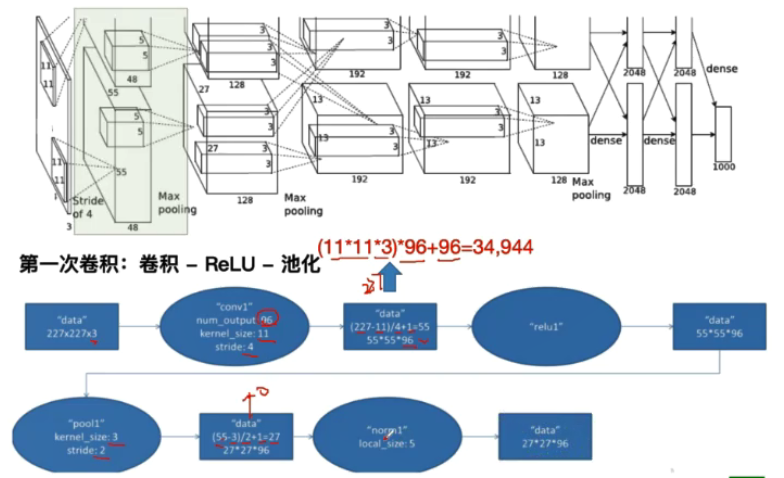 11
11
5
5
48
55
3
3
27
128
3
3
192
3
3
192
128
2048
2048
dense
5
5
3
3
13
13
13
11
11
55
27
3
3
13
3
3
13
3
3
13
dense
dense
1000
Stride
of 4
Max
pooling
128
Max
pooling
192
192
128
Max
pooling
2048
2048
3
48
(11*11*3)*96+96=34,944
第一次卷积：卷积 – ReLU – 池化
"data"
227x227x3
"conv1"
num_output: 96
kernel_size: 11
stride: 4
"data"
(227-11)/4+1=55
55*55*96
"relu1"
"data"
55*55*96
"pool1"
kernel_size: 3
stride: 2
"data"
(55-3)/2+1=27
27*27*96
"norm1"
local_size: 5
"data"
27*27*96